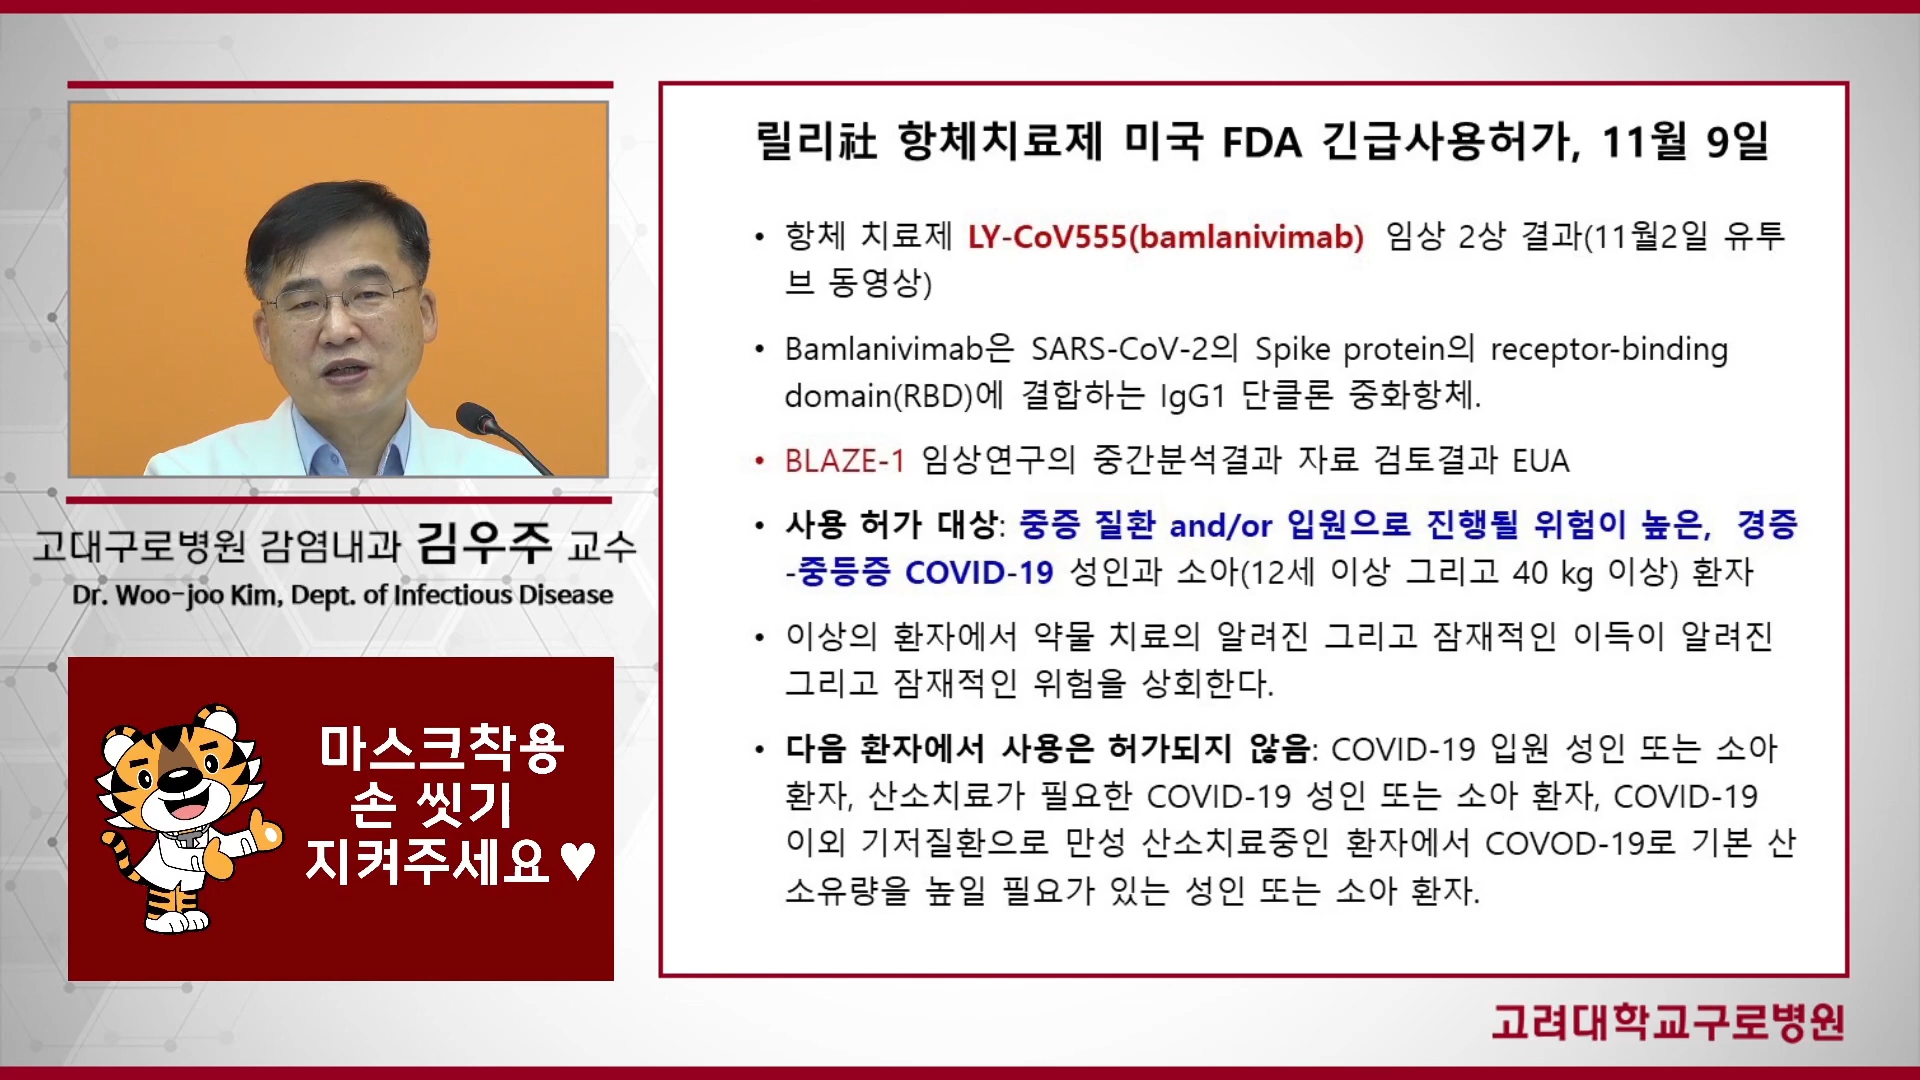 릴리社 항체치료제 미국 FDA 긴급사용허가, 11월 9일
• 항체 치료제 LY-CoV555(bamlanivimab) 임상 2상 결과(11월2일 유투
브 동영상)
• Bamlanivimab은 SARS-CoV-2의 Spike protein의 receptor-binding
domain(RBD)에 결합하는 IgG1 단클론 중화항체.
• BLAZE-1 임상연구의 중간분석결과 자료 검토결과 EUA
• 사용 허가 대상: 중증 질환 and/or 입원으로 진행될 위험이 높은, 경증
-중등증 COVID-19 성인과 소아(12세 이상 그리고 40 kg 이상) 환자
• 이상의 환자에서 약물 치료의 알려진 그리고 잠재적인 이득이 알려진
그리고 잠재적인 위험을 상회한다.
• 다음 환자에서 사용은 허가되지 않음: COVID-19 입원 성인 또는 소아
환자, 산소치료가 필요한 COVID-19 성인 또는 소아 환자, COVID-19
이외 기저질환으로 만성 산소치료중인 환자에서 COVOD-19로 기본 산
소유량을 높일 필요가 있는 성인 또는 소아 환자.
고대구로병원 감염내과 김우주 교수
Dr. Woo-joo Kim, Dept. of Infectious Disease
마스크착용
손 씻기
지켜주세요♥
고려대학교구로병원